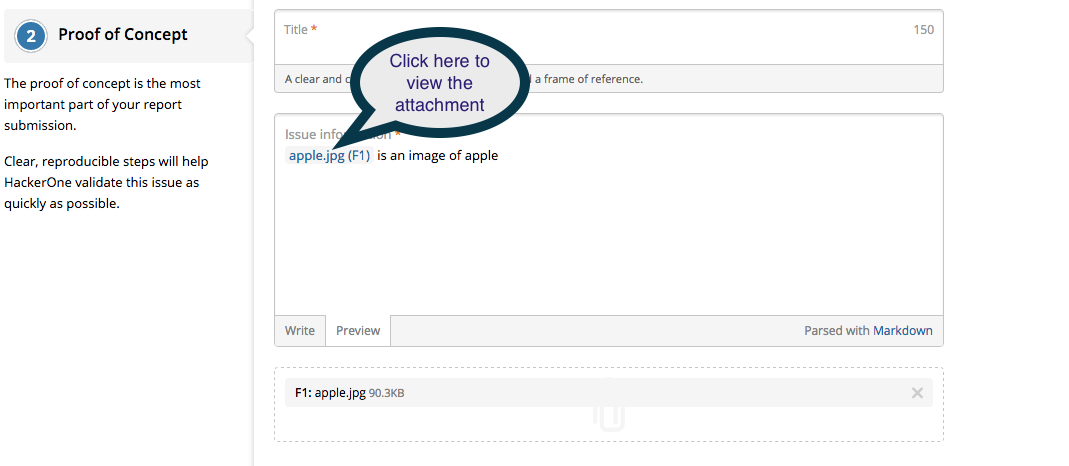 2 Proof of Concept
The proof of concept is the most
important part of your report
submission.
Clear, reproducible steps will help
HackerOne validate this issue as
quickly as possible.
Title * 150
Click here to
view the
attachment
A clear and a frame of reference.
Issue *
apple.jpg (F1) is an image of apple
Write Preview Parsed with Markdown
F1: apple.jpg 90.3KB